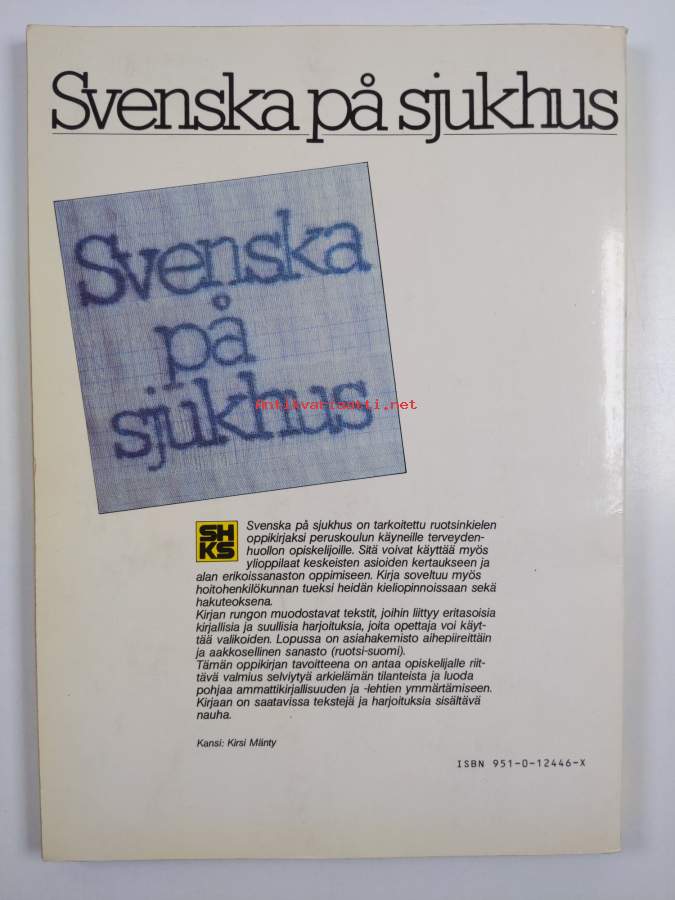 Svenska på sjukhus
Svenska
på
sjukhus
Antikvariaatti.net
SH
KS
Svenska på sjukhus on tarkoitettu ruotsinkielen
oppikirjaksi peruskoulun käyneille terveyden-
huollon opiskelijoille. Sitä voivat käyttää myös
ylioppilaat keskeisten asioiden kertaukseen ja
alan erikoissanaston oppimiseen. Kirja soveltuu myös
hoitohenkilökunnan tueksi heidän kieliopinnoissaan sekä
hakuteoksena.
Kirjan rungon muodostavat tekstit, joihin liittyy eritasoisia
kirjallisia ja suullisia harjoituksia, joita opettaja voi käyt-
tää valikoiden. Lopussa on asiahakemisto aihepiireittäin
ja aakkosellinen sanasto (ruotsi-suomi).
Tämän oppikirjan tavoitteena on antaa opiskelijalle riit-
tävä valmius selviytyä arkielämän tilanteista ja luoda
pohjaa ammattikirjallisuuden ja -lehtien ymmärtämiseen.
Kirjaan on saatavissa tekstejä ja harjoituksia sisältävä
nauha.
Kansi: Kirsi Mänty
ISBN 951-0-12446-X